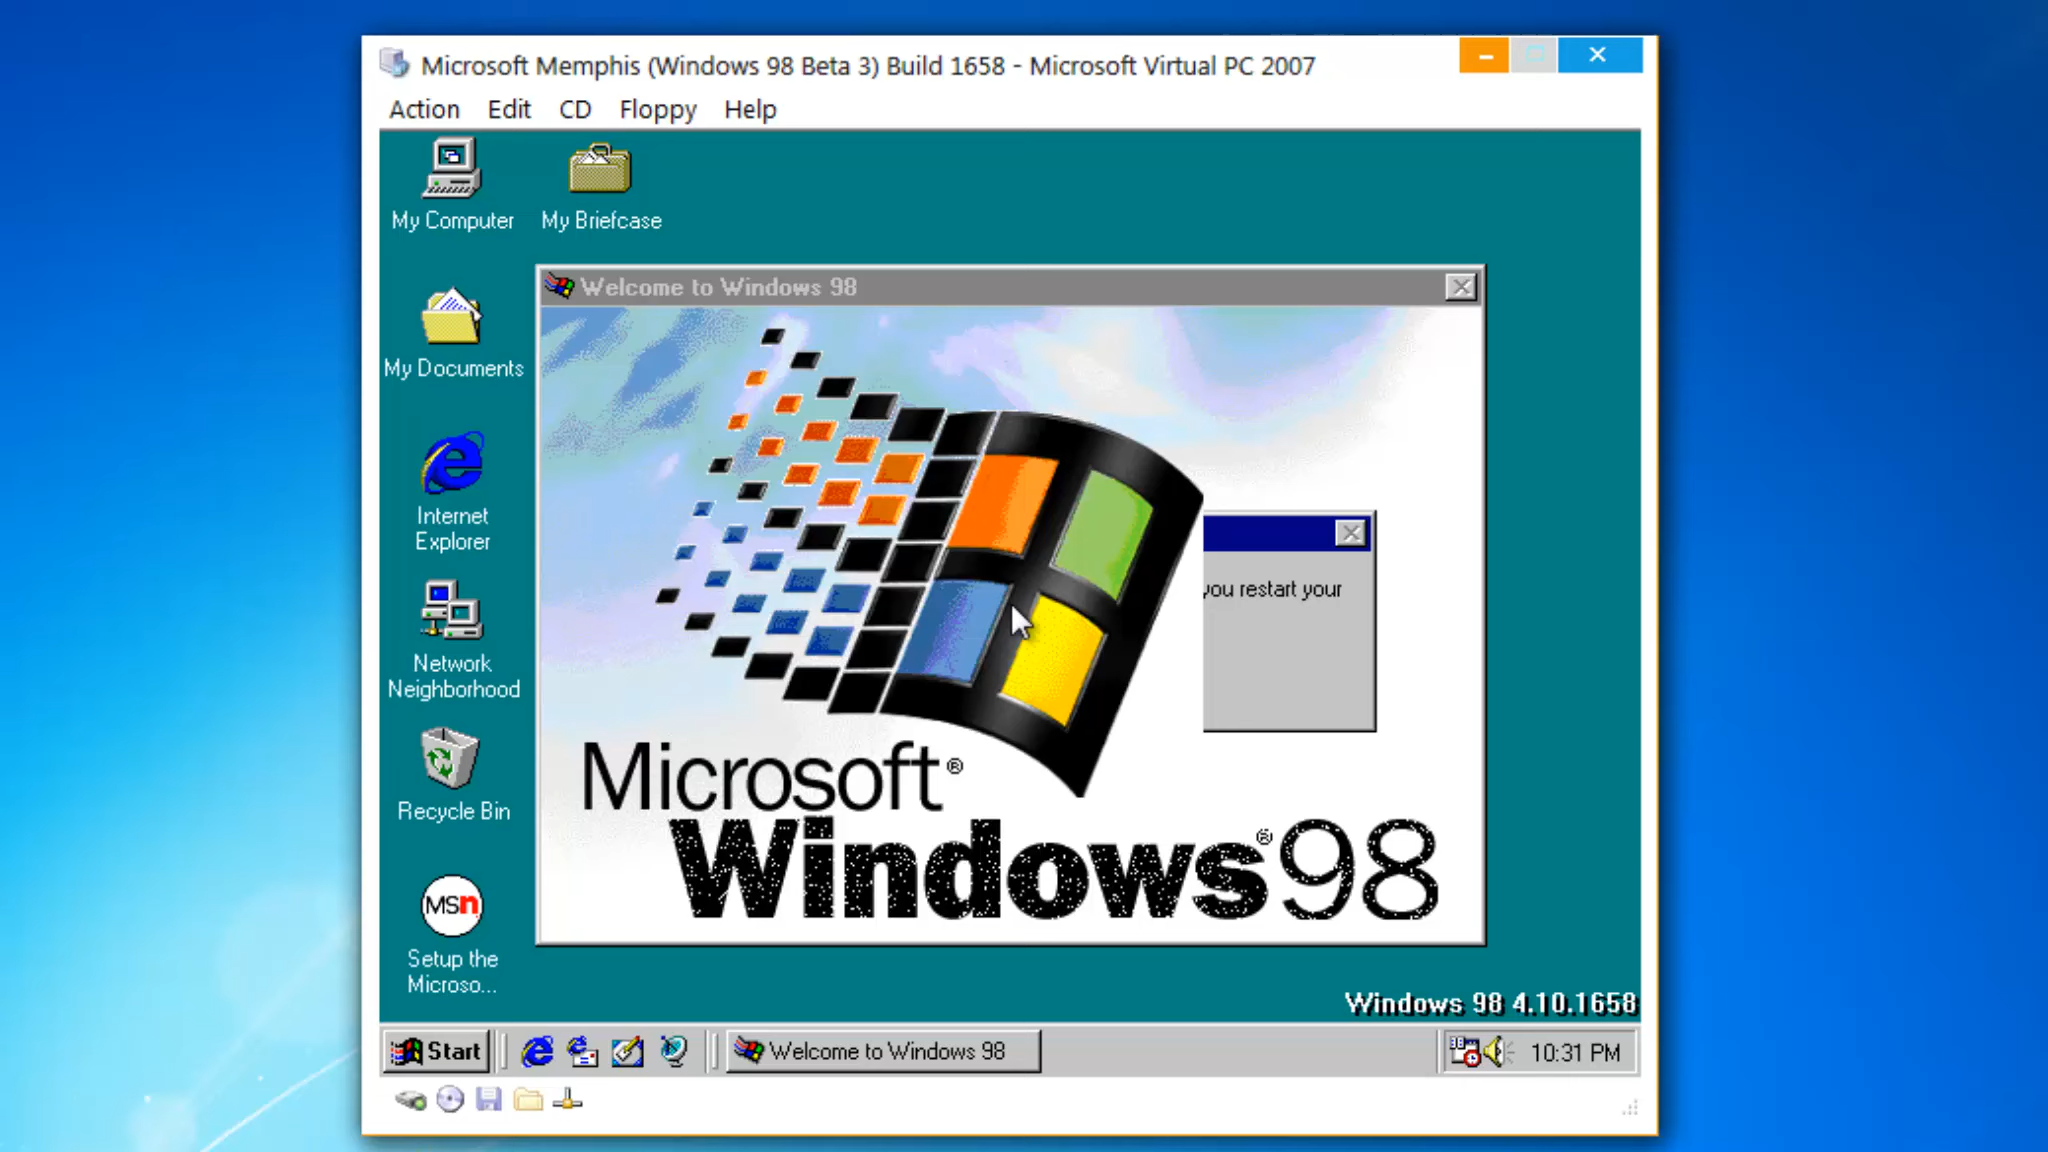 Microsoft Memphis (Windows 98 Beta 3) Build 1658 - Microsoft Virtual PC 2007
Action Edit CD Floppy Help
My Computer
My Briefcase
My Documents
Internet
Explorer
Network
Neighborhood
Recycle Bin
MSn
Setup the
Microso...
Welcome to Windows 98
you restart your
Microsoft®
Windows®98
Windows 98 4.10.1658
Start
Welcome to Windows 98
10:31 PM